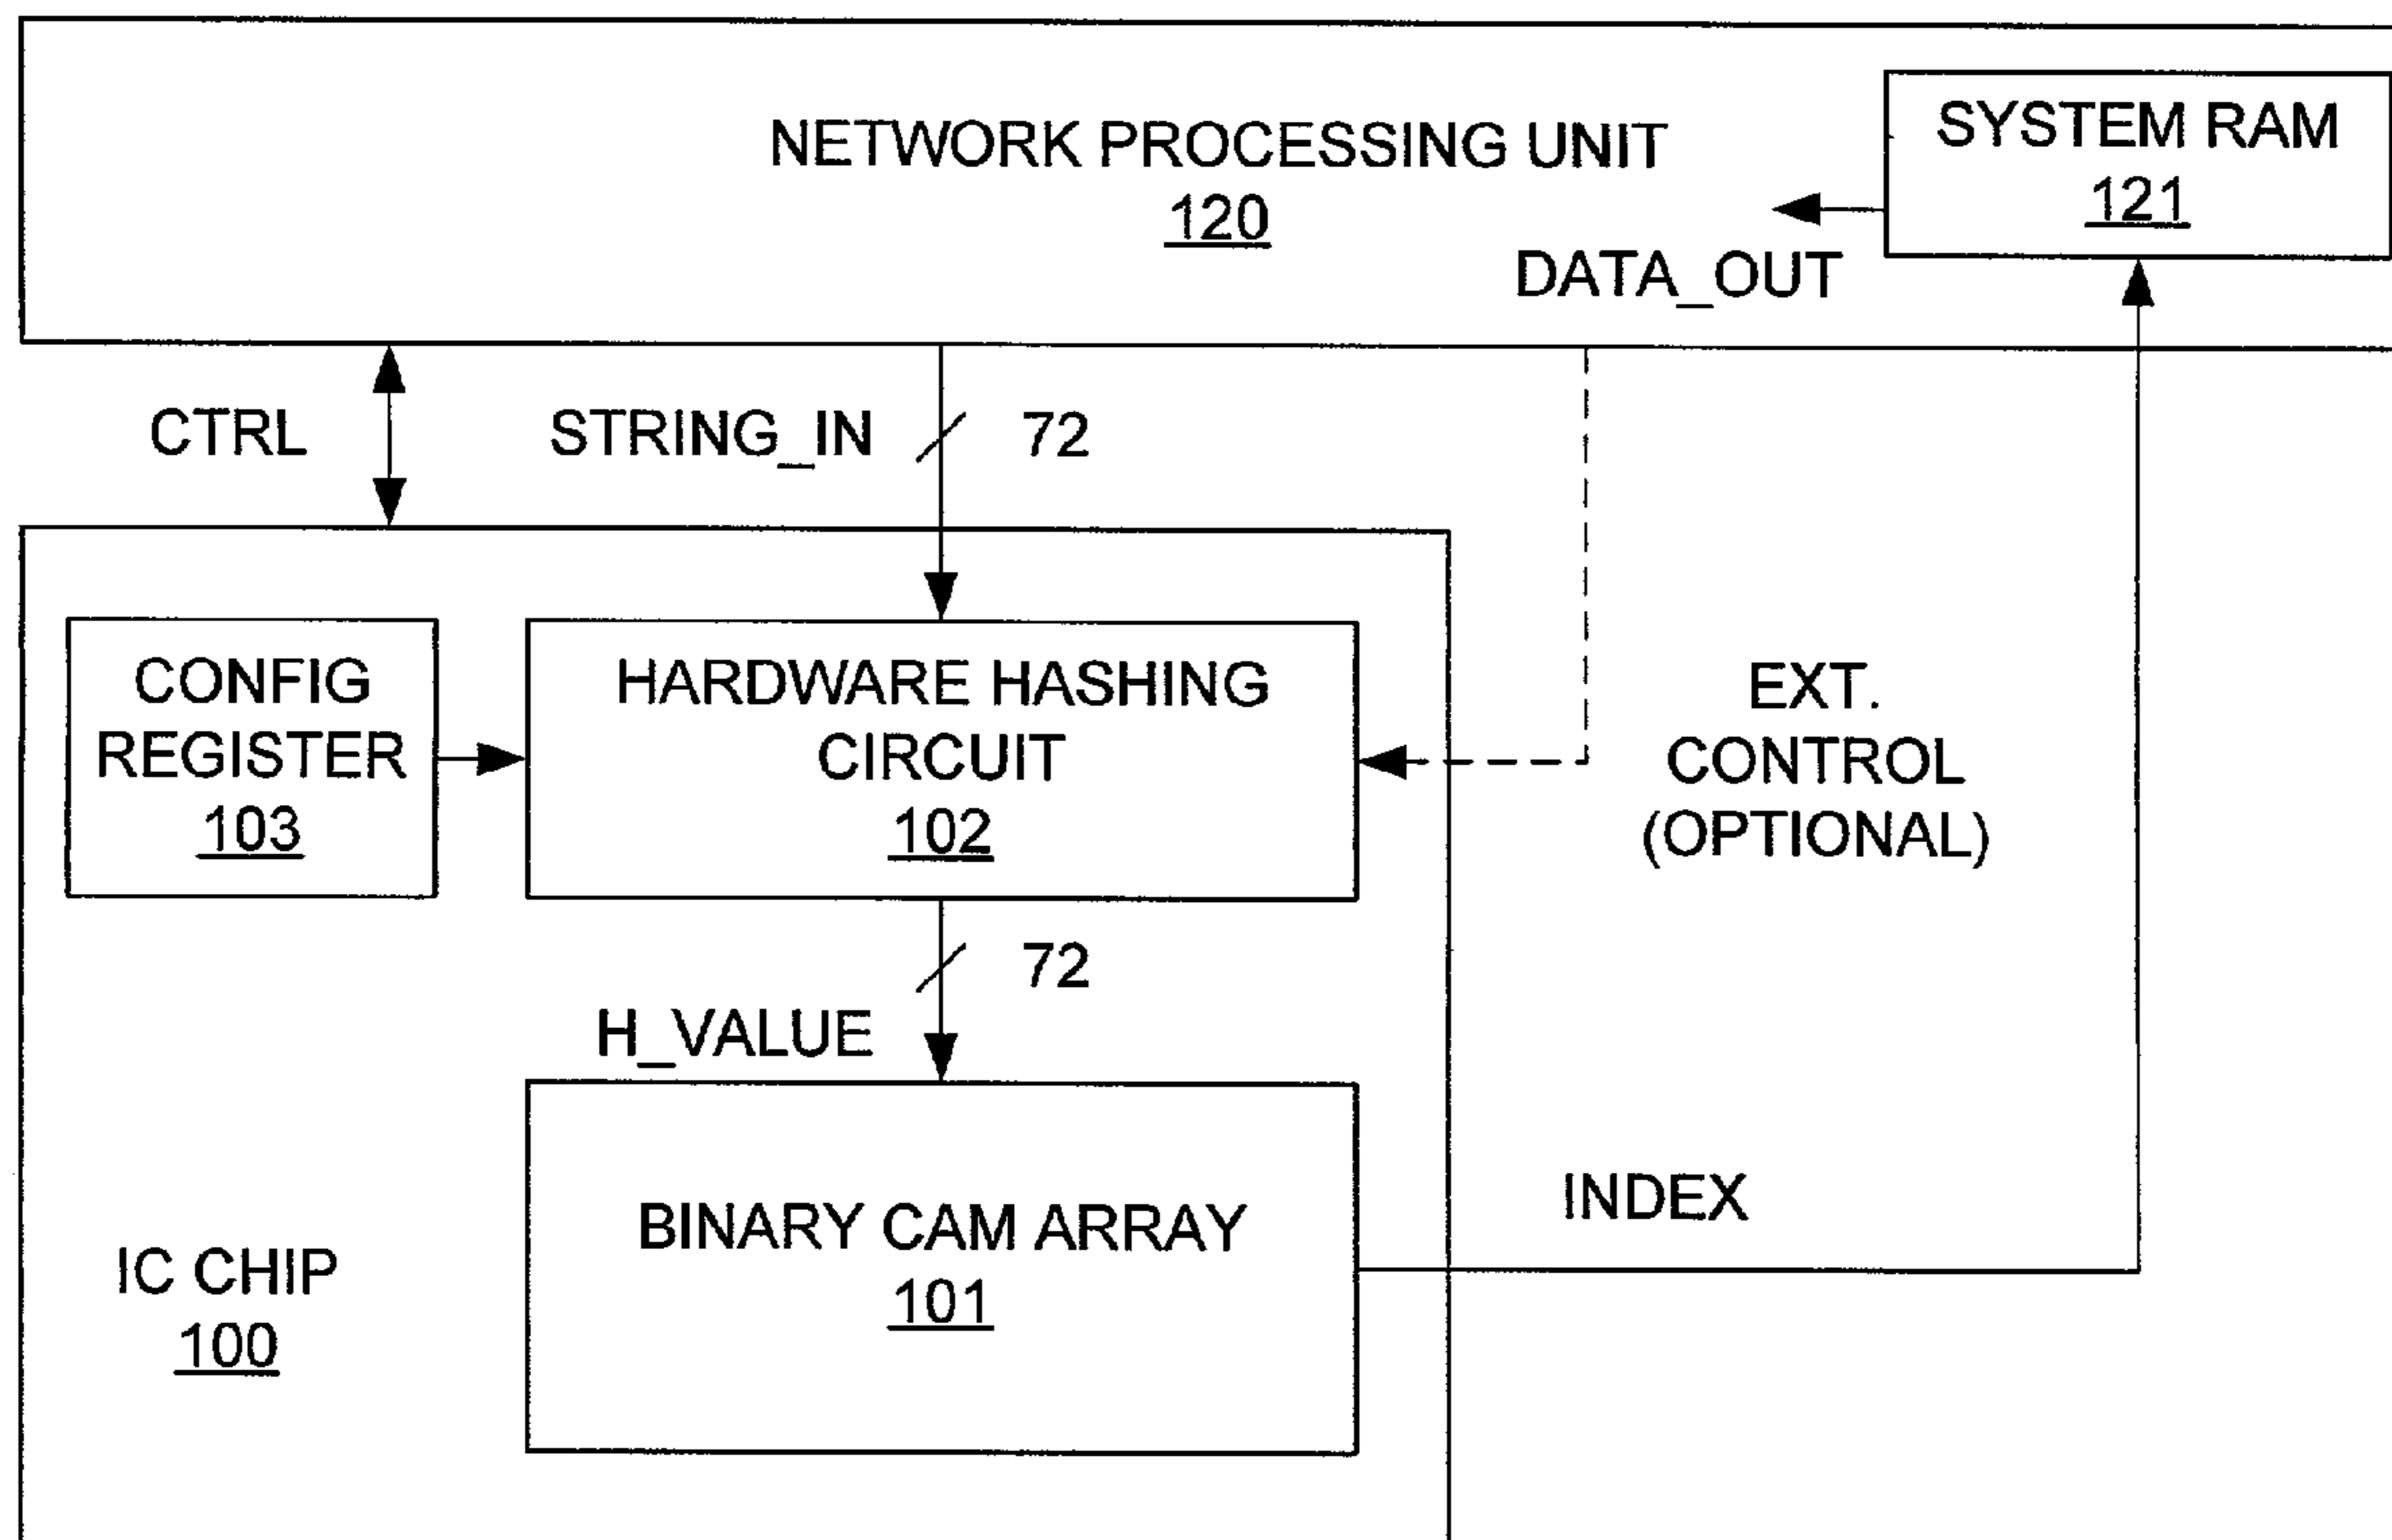 NETWORK PROCESSING UNIT
120
SYSTEM RAM
121
DATA_OUT
CTRL
STRING_IN
72
CONFIG
REGISTER
103
HARDWARE HASHING
CIRCUIT
102
EXT.
CONTROL
(OPTIONAL)
72
H_VALUE
BINARY CAM ARRAY
101
INDEX
IC CHIP
100